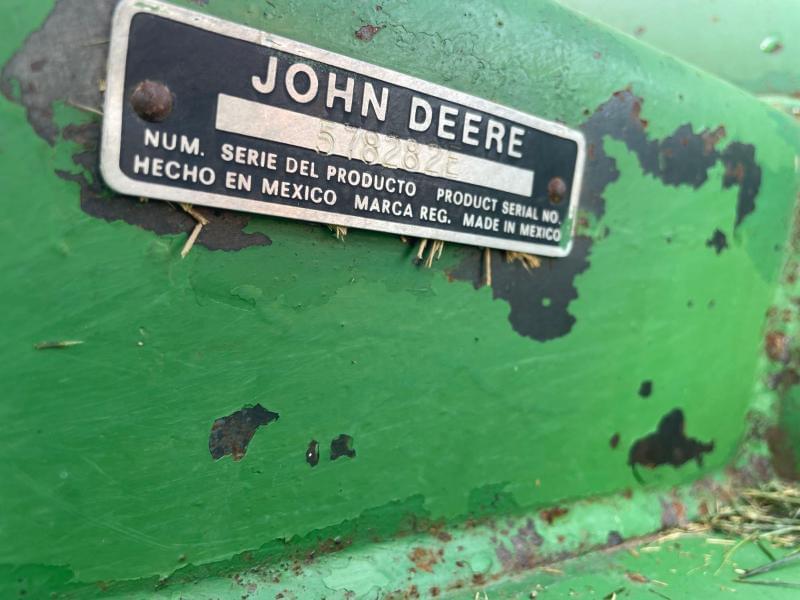 JOHN DEERE
578282E
NUM. SERIE DEL PRODUCTO PRODUCT SERIAL NO.
HECHO EN MEXICO MARCA REG. MADE IN MEXICO